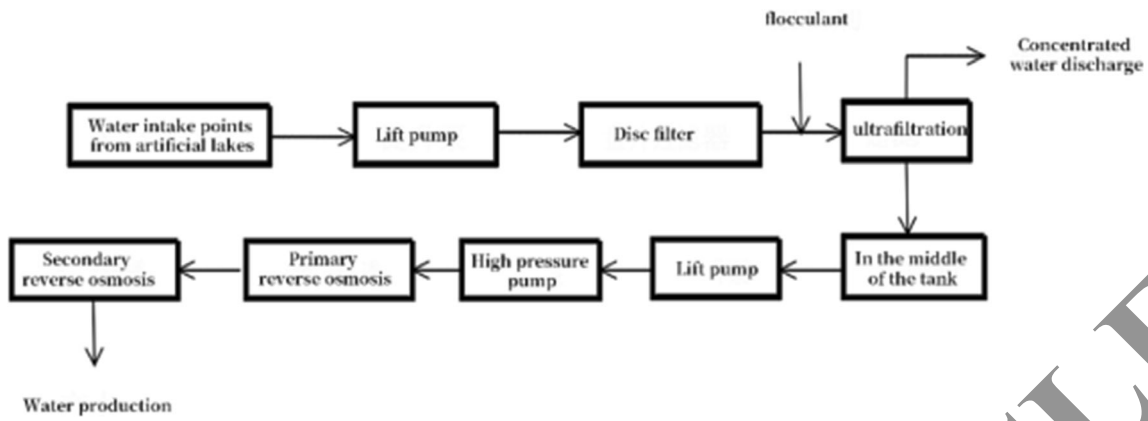 flocculant
Concentrated
water discharge
Water intake points
from artificial lakes
Lift pump
Disc filter
ultrafiltration
Secondary
reverse osmosis
Primary
reverse osmosis
High pressure
pump
Lift pump
In the middle
of the tank
Water production